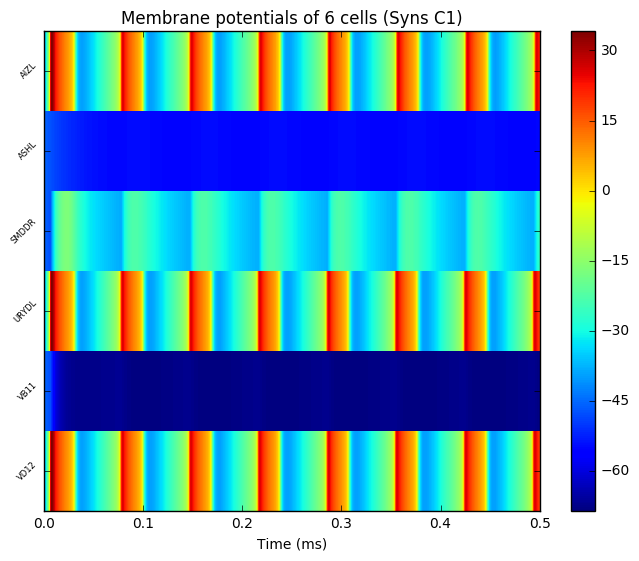 Membrane potentials of 6 cells (Syns C1)
AIZL
ASHL
SMDDR
URYDL
VB11
VD12
0.0 0.1 0.2 0.3 0.4 0.5
Time (ms)
30
15
0
−15
−30
−45
−60